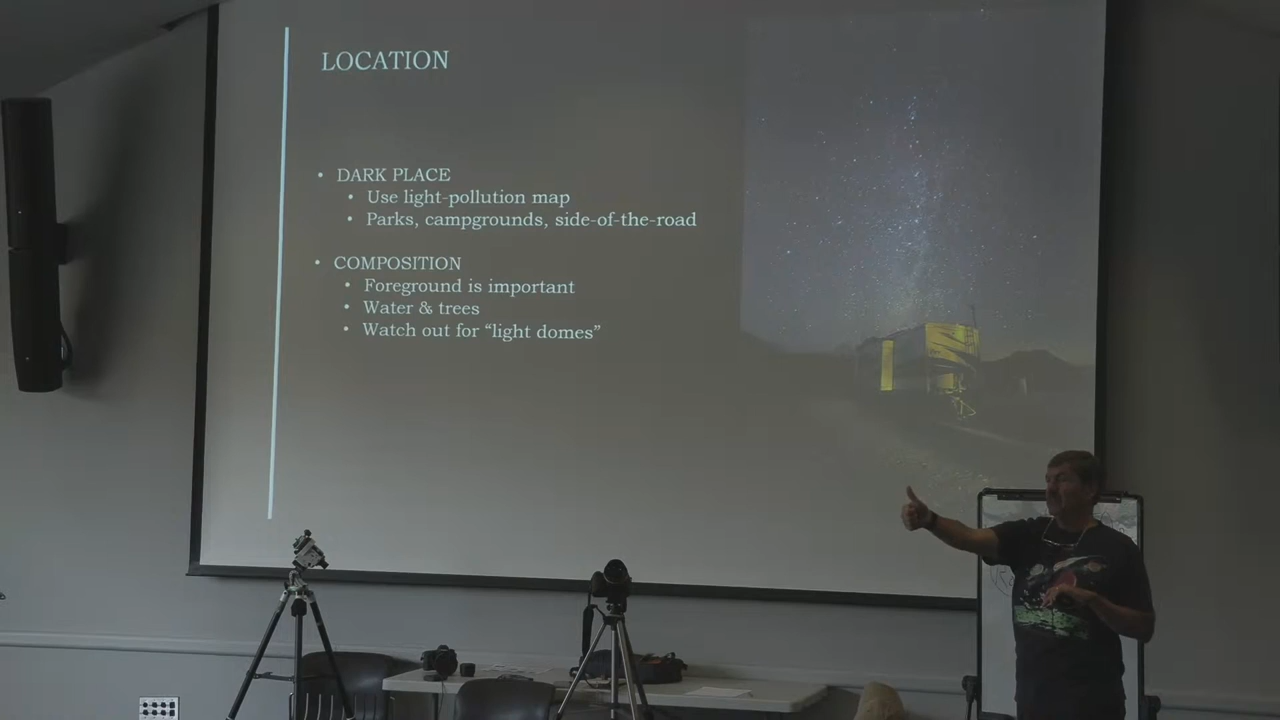 LOCATION
• DARK PLACE
• Use light-pollution map
• Parks, campgrounds, side-of-the-road
• COMPOSITION
• Foreground is important
• Water & trees
• Watch out for “light domes”